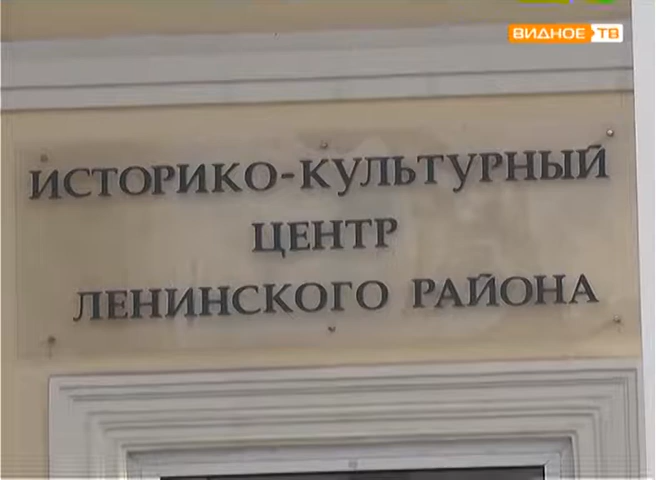 ВИДНОЕ ТВ
ИСТОРИКО-КУЛЬТУРНЫЙ
ЦЕНТР
ЛЕНИНСКОГО РАЙОНА